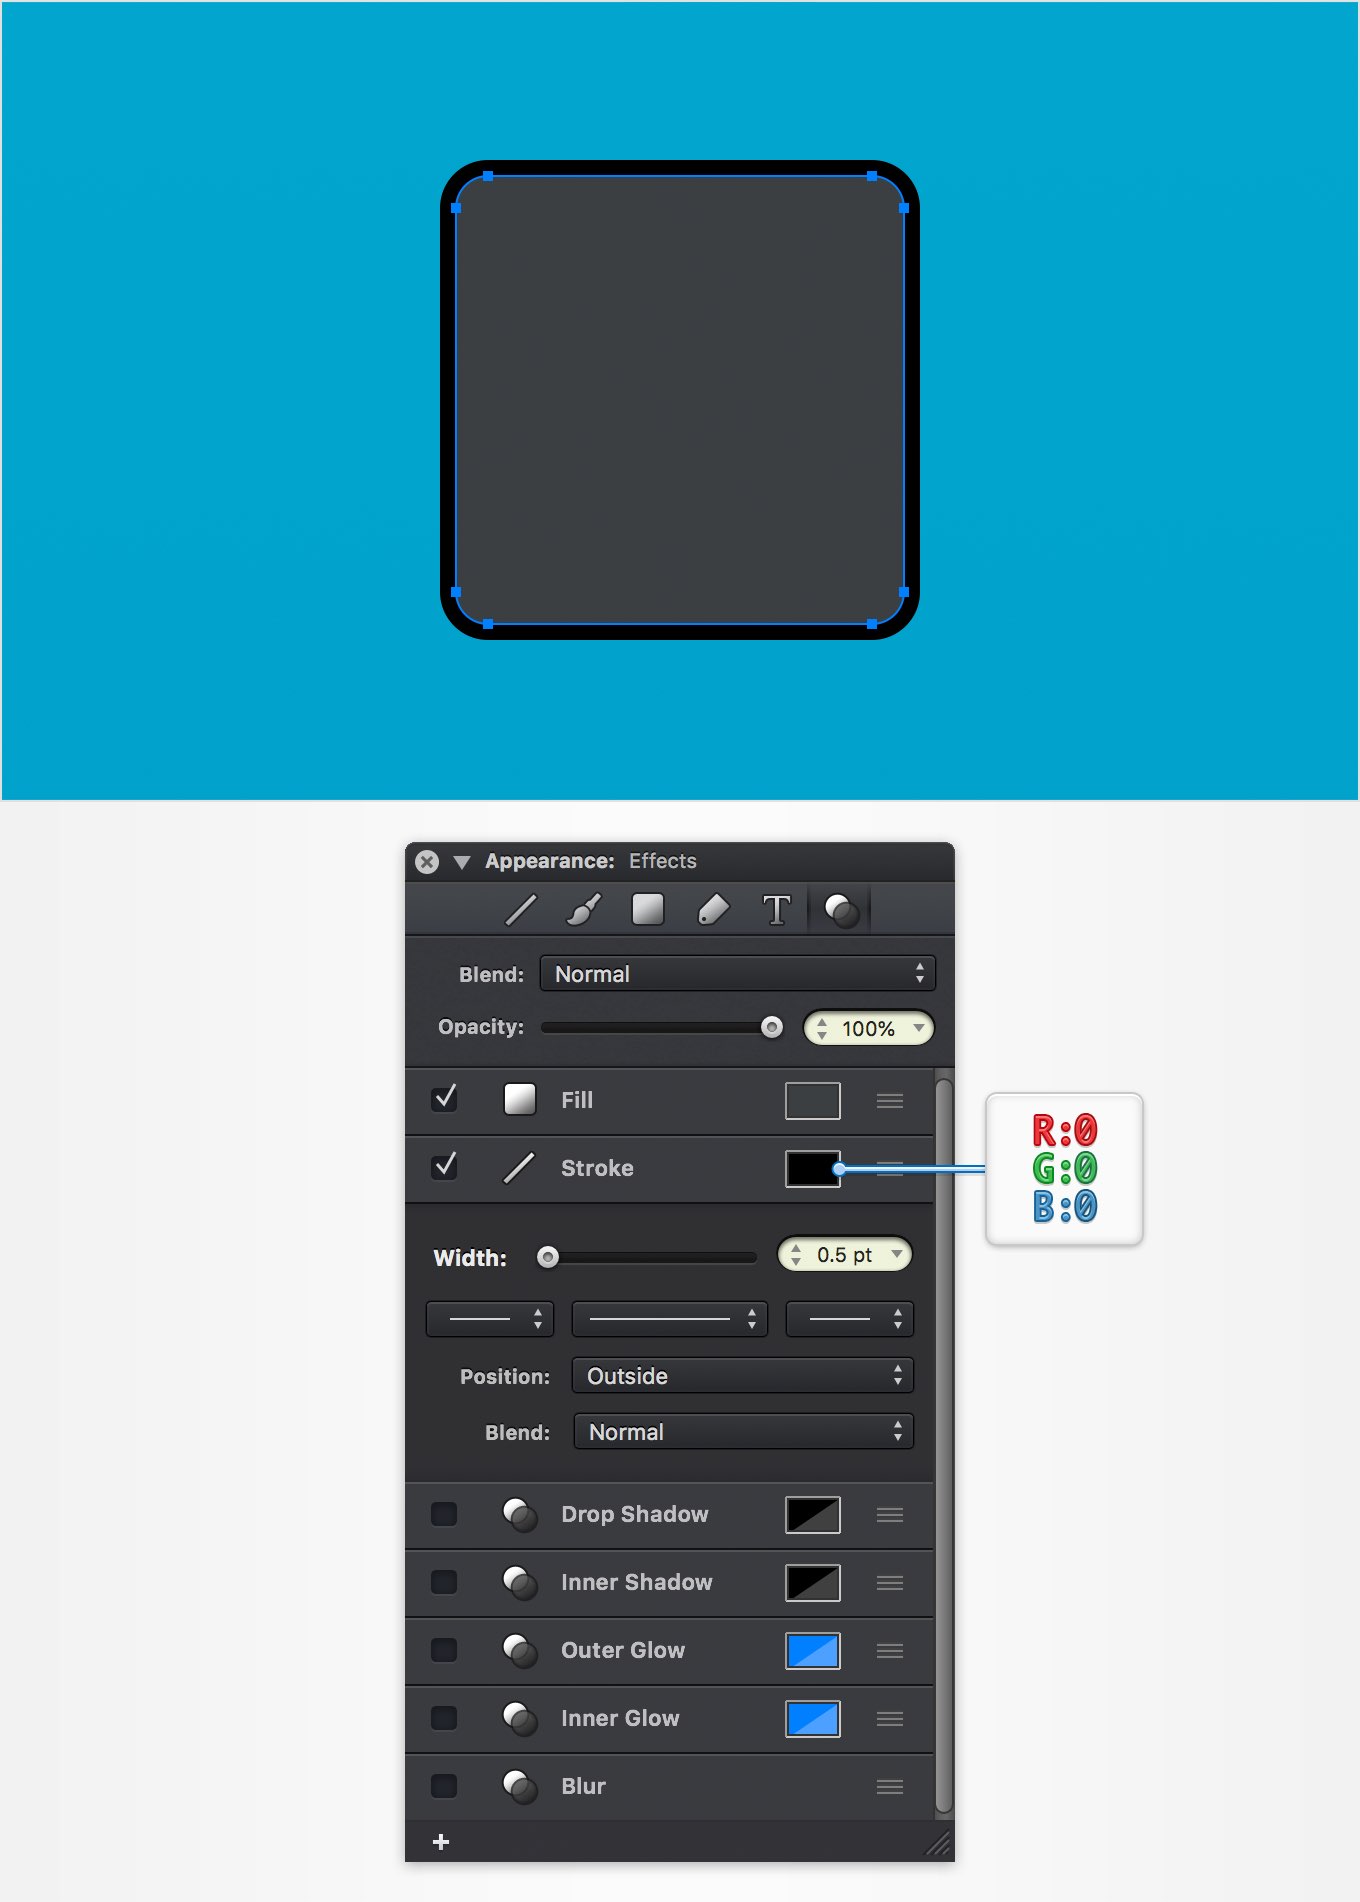 Appearance: Effects
T
Blend: Normal
Opacity: 100%
Fill
Stroke
R:0
G:0
B:0
Width: 0.5 pt
Position: Outside
Blend: Normal
Drop Shadow
Inner Shadow
Outer Glow
Inner Glow
Blur
+